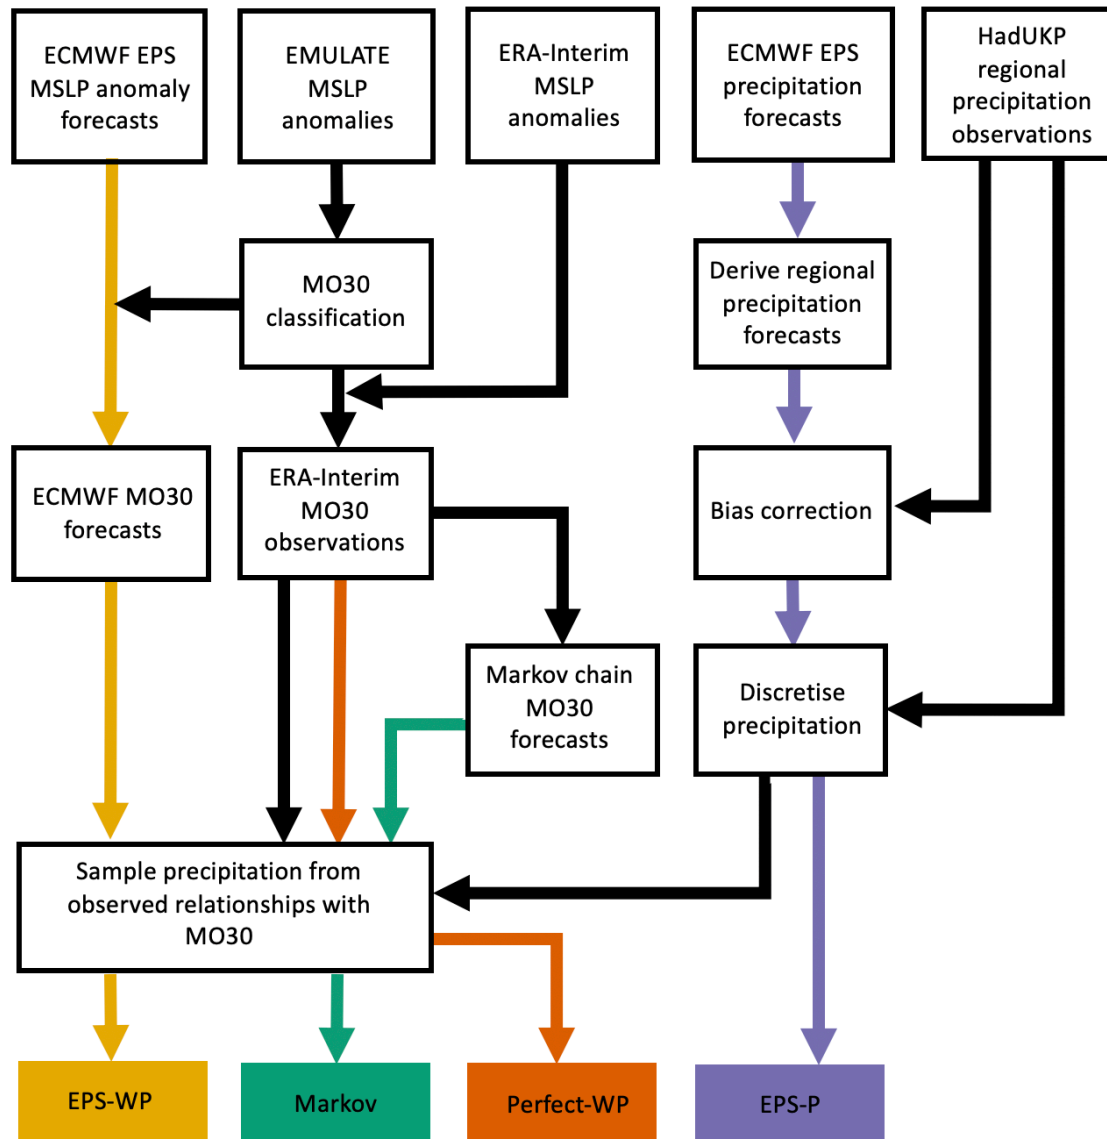 ECMWF EPS
MSLP anomaly
forecasts
EMULATE
MSLP
anomalies
ERA-Interim
MSLP
anomalies
ECMWF EPS
precipitation
forecasts
HadUKP
regional
precipitation
observations
MO30
classification
Derive regional
precipitation
forecasts
ECMWF MO30
forecasts
ERA-Interim
MO30
observations
Bias correction
Markov chain
MO30
forecasts
Discretise
precipitation
Sample precipitation from
observed relationships with
MO30
EPS-WP
Markov
Perfect-WP
EPS-P